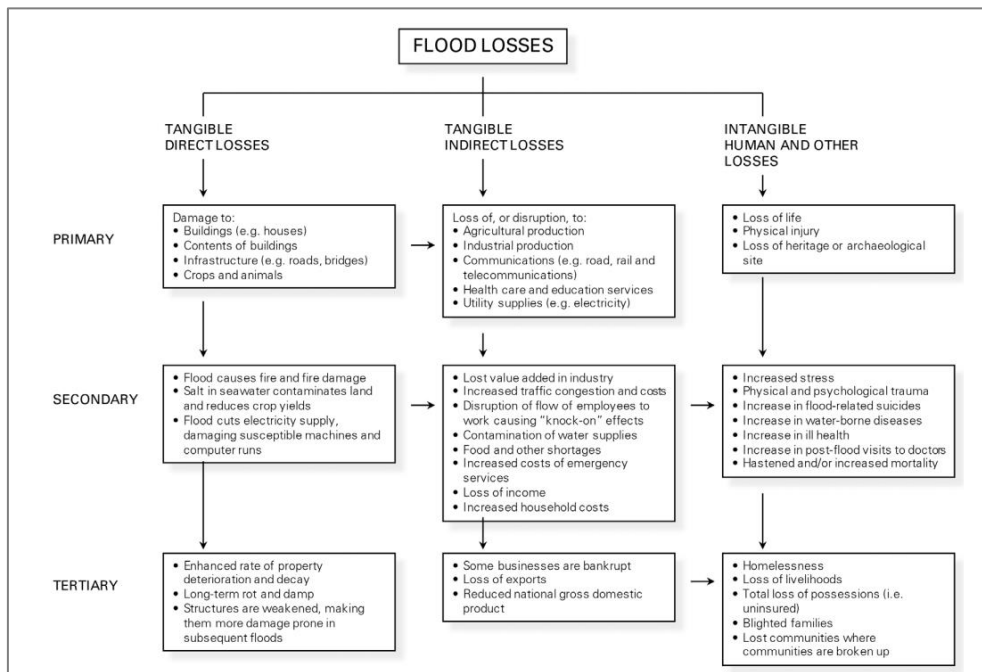 FLOOD LOSSES
TANGIBLE
DIRECT LOSSES
TANGIBLE
INDIRECT LOSSES
INTANGIBLE
HUMAN AND OTHER
LOSSES
PRIMARY
Damage to:
• Buildings (e.g. houses)
• Contents of buildings
• Infrastructure (e.g. roads, bridges)
• Crops and animals
Loss of, or disruption, to:
• Agricultural production
• Industrial production
• Communications (e.g. road, rail and
telecommunications)
• Health care and education services
• Utility supplies (e.g. electricity)
• Loss of life
• Physical injury
• Loss of heritage or archaeological
site
SECONDARY
• Flood causes fire and fire damage
• Salt in seawater contaminates land
and reduces crop yields
• Flood cuts electricity supply,
damaging susceptible machines and
computer runs
• Lost value added in industry
• Increased traffic congestion and costs
• Disruption of flow of employees to
work causing "knock-on" effects
• Contamination of water supplies
• Food and other shortages
• Increased costs of emergency
services
• Loss of income
• Increased household costs
• Increased stress
• Physical and psychological trauma
• Increase in flood-related suicides
• Increase in water-borne diseases
• Increase in ill health
• Increase in post-flood visits to doctors
• Hastened and/or increased mortality
TERTIARY
• Enhanced rate of property
deterioration and decay
• Long-term rot and damp
• Structures are weakened, making
them more damage prone in
subsequent floods
• Some businesses are bankrupt
• Loss of exports
• Reduced national gross domestic
product
• Homelessness
• Loss of livelihoods
• Total loss of possessions (i.e.
uninsured)
• Blighted families
• Lost communities where
communities are broken up